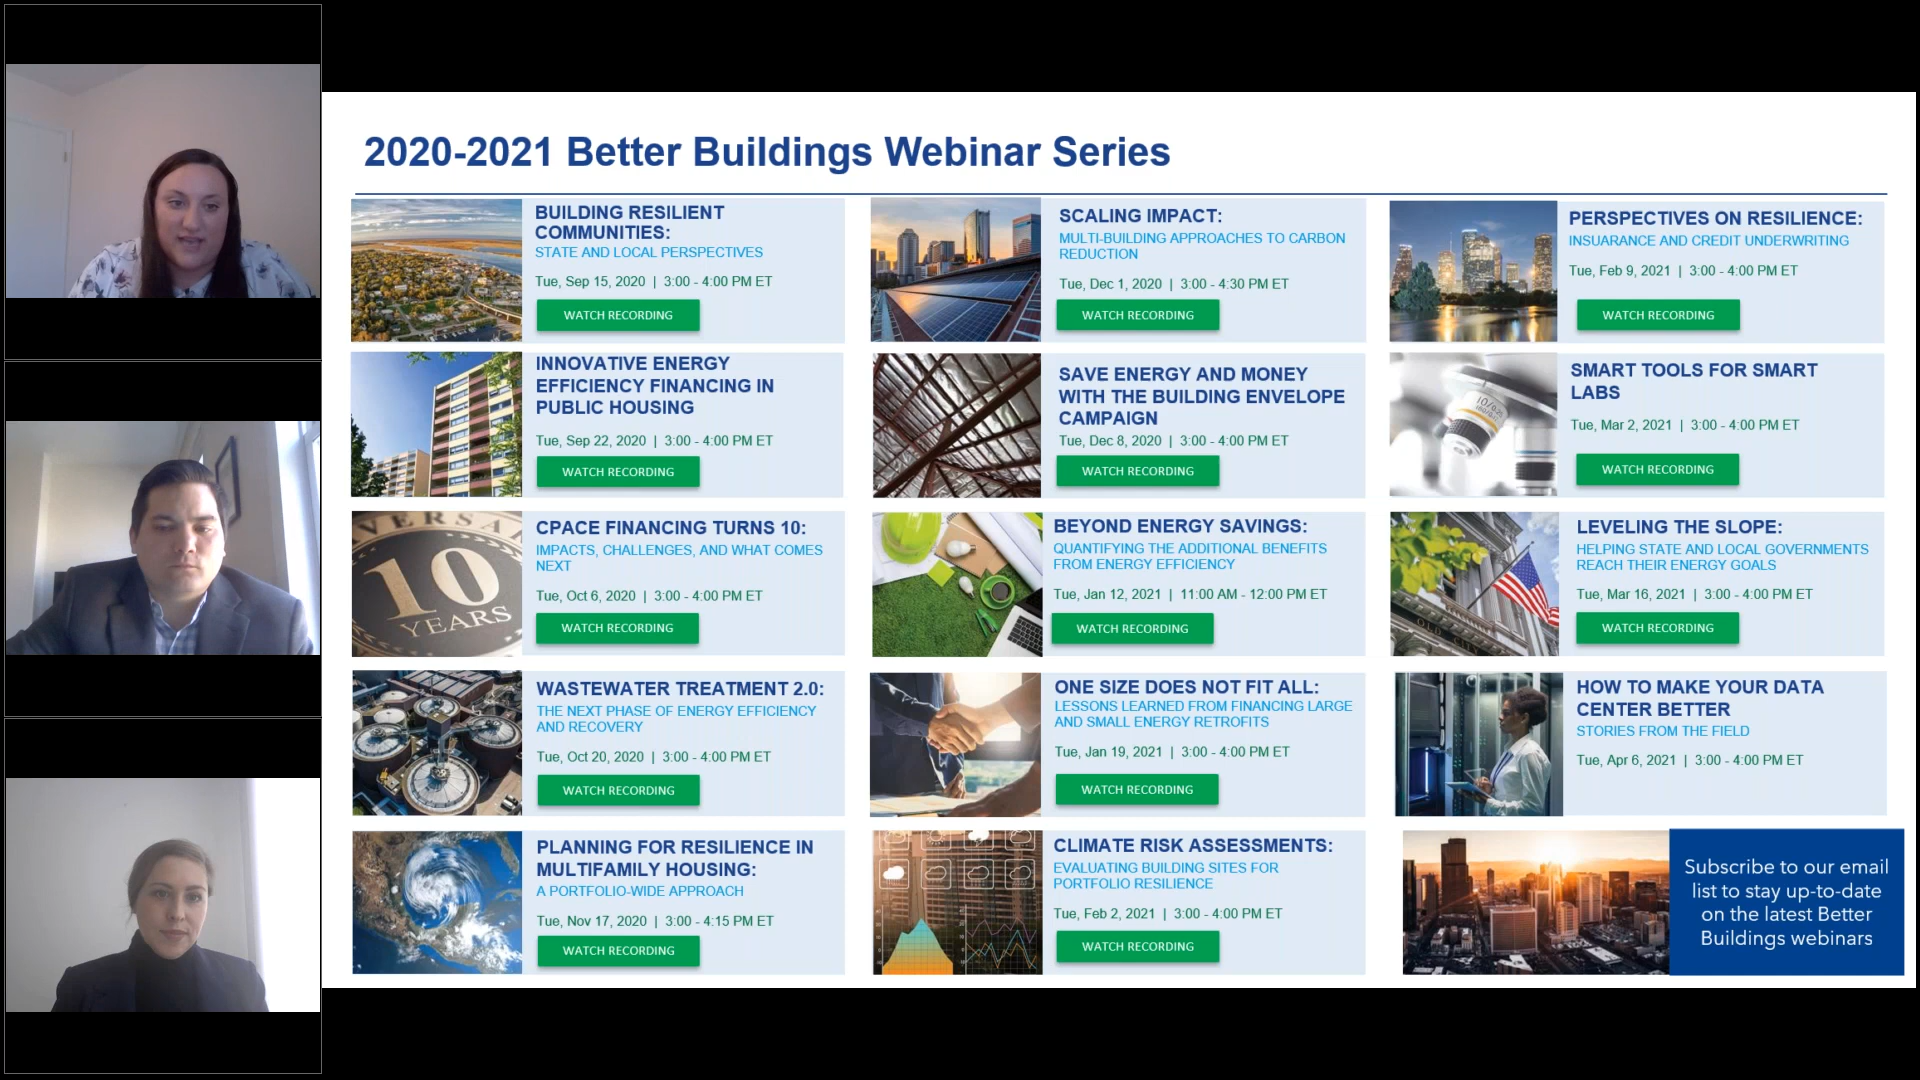 2020-2021 Better Buildings Webinar Series
BUILDING RESILIENT
COMMUNITIES:
STATE AND LOCAL PERSPECTIVES
Tue, Sep 15, 2020 | 3:00 - 4:00 PM ET
WATCH RECORDING
INNOVATIVE ENERGY
EFFICIENCY FINANCING IN
PUBLIC HOUSING
Tue, Sep 22, 2020 | 3:00 - 4:00 PM ET
WATCH RECORDING
10
YEARS
CPACE FINANCING TURNS 10:
IMPACTS, CHALLENGES, AND WHAT COMES
NEXT
Tue, Oct 6, 2020 | 3:00 - 4:00 PM ET
WATCH RECORDING
WASTEWATER TREATMENT 2.0:
THE NEXT PHASE OF ENERGY EFFICIENCY
AND RECOVERY
Tue, Oct 20, 2020 | 3:00 - 4:00 PM ET
WATCH RECORDING
PLANNING FOR RESILIENCE IN
MULTIFAMILY HOUSING:
A PORTFOLIO-WIDE APPROACH
Tue, Nov 17, 2020 | 3:00 - 4:15 PM ET
WATCH RECORDING
SCALING IMPACT:
MULTI-BUILDING APPROACHES TO CARBON
REDUCTION
Tue, Dec 1, 2020 | 3:00 - 4:30 PM ET
WATCH RECORDING
SAVE ENERGY AND MONEY
WITH THE BUILDING ENVELOPE
CAMPAIGN
Tue, Dec 8, 2020 | 3:00 - 4:00 PM ET
WATCH RECORDING
BEYOND ENERGY SAVINGS:
QUANTIFYING THE ADDITIONAL BENEFITS
FROM ENERGY EFFICIENCY
Tue, Jan 12, 2021 | 11:00 AM - 12:00 PM ET
WATCH RECORDING
ONE SIZE DOES NOT FIT ALL:
LESSONS LEARNED FROM FINANCING LARGE
AND SMALL ENERGY RETROFITS
Tue, Jan 19, 2021 | 3:00 - 4:00 PM ET
WATCH RECORDING
CLIMATE RISK ASSESSMENTS:
EVALUATING BUILDING SITES FOR
PORTFOLIO RESILIENCE
Tue, Feb 2, 2021 | 3:00 - 4:00 PM ET
WATCH RECORDING
PERSPECTIVES ON RESILIENCE:
INSUARANCE AND CREDIT UNDERWRITING
Tue, Feb 9, 2021 | 3:00 - 4:00 PM ET
WATCH RECORDING
SMART TOOLS FOR SMART
LABS
Tue, Mar 2, 2021 | 3:00 - 4:00 PM ET
WATCH RECORDING
LEVELING THE SLOPE:
HELPING STATE AND LOCAL GOVERNMENTS
REACH THEIR ENERGY GOALS
Tue, Mar 16, 2021 | 3:00 - 4:00 PM ET
WATCH RECORDING
HOW TO MAKE YOUR DATA
CENTER BETTER
STORIES FROM THE FIELD
Tue, Apr 6, 2021 | 3:00 - 4:00 PM ET
Subscribe to our email
list to stay up-to-date
on the latest Better
Buildings webinars